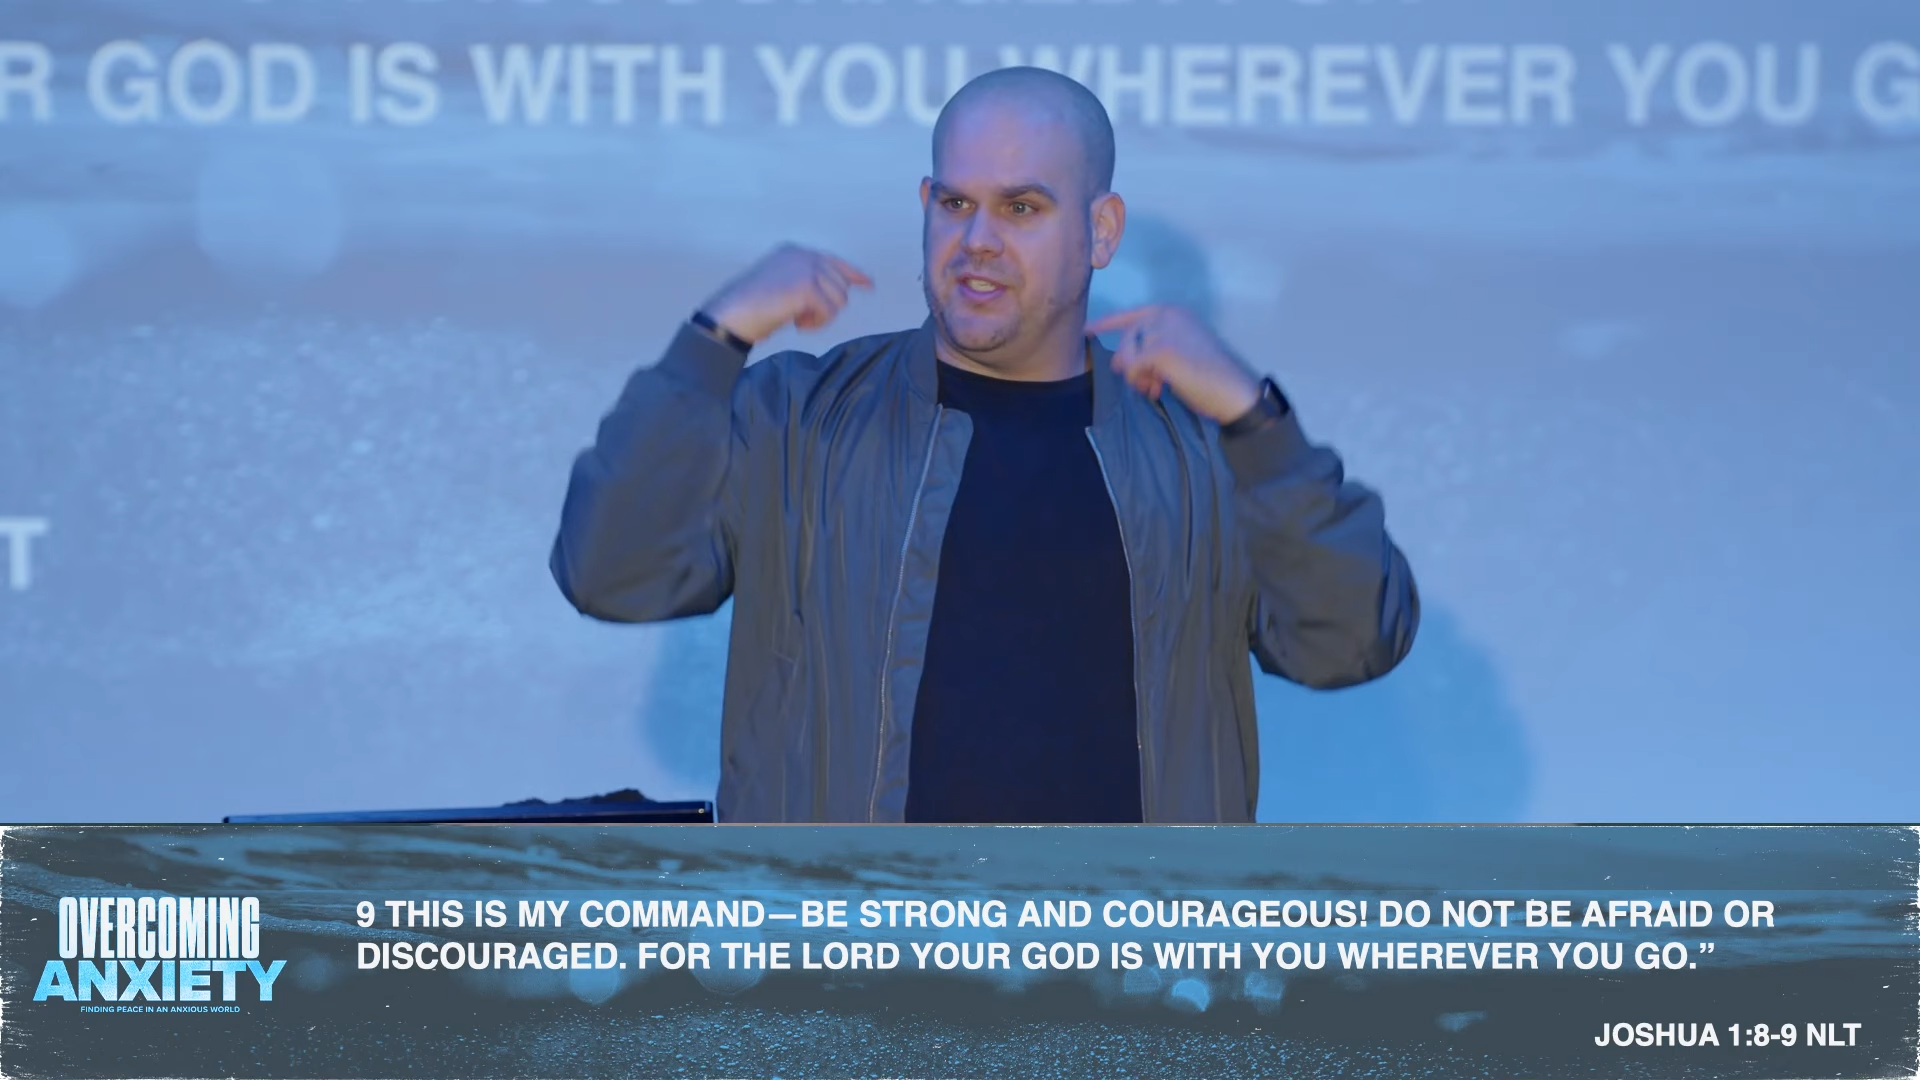 R GOD IS WITH YOU WHEREVER YOU G
T
OVERCOMING
ANXIETY
FINDING PEACE IN AN ANXIOUS WORLD
9 THIS IS MY COMMAND—BE STRONG AND COURAGEOUS! DO NOT BE AFRAID OR
DISCOURAGED. FOR THE LORD YOUR GOD IS WITH YOU WHEREVER YOU GO.”
JOSHUA 1:8-9 NLT